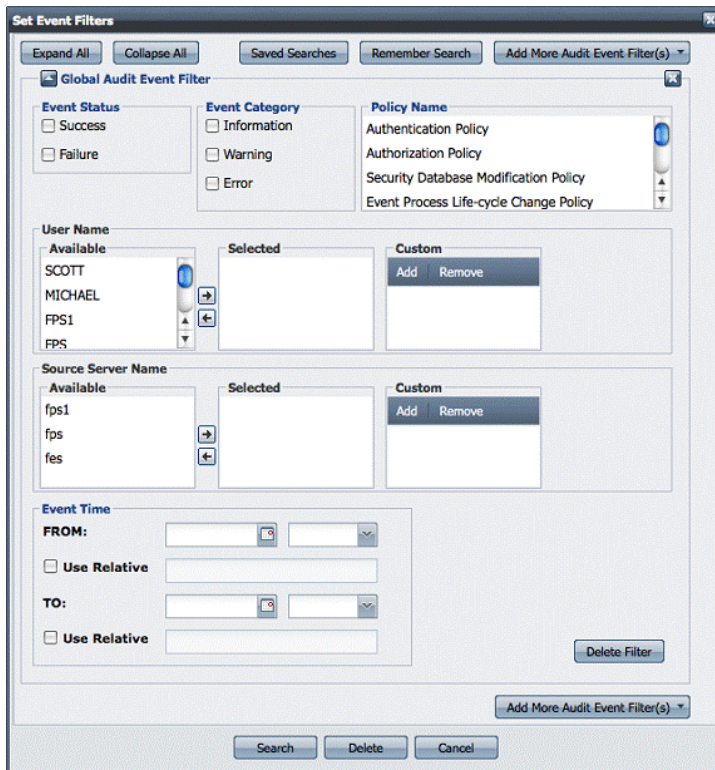 Set Event Filters
Expand All Collapse All Saved Searches Remember Search Add More Audit Event Filter(s)
Global Audit Event Filter
Event Status Event Category Policy Name
Success Information Authentication Policy
Failure Warning Authorization Policy
Error Security Database Modification Policy
Event Process Life-cycle Change Policy
User Name
Available Selected Custom
SCOTT Add Remove
MICHAEL
FPS1
FPS
Source Server Name
Available Selected Custom
fps1 Add Remove
fps
fes
Event Time
FROM:
Use Relative
TO:
Use Relative
Delete Filter
Add More Audit Event Filter(s)
Search Delete Cancel